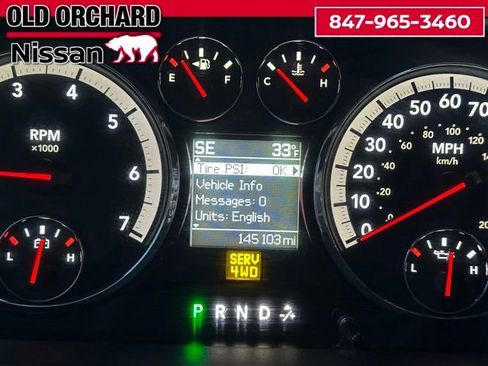 OLD ORCHARD
Nissan
847-965-3460
E F
C H
3
4
5
6
7
RPM
x1000
SE 33°F
Tire PSI: OK
Vehicle Info
Messages: 0
Units: English
145 103 mi
SERV
4WD
P R N D
L H
L H
MPH
km/h
0
10
20
30
40
50
60
70
20
40
60
80
100
120